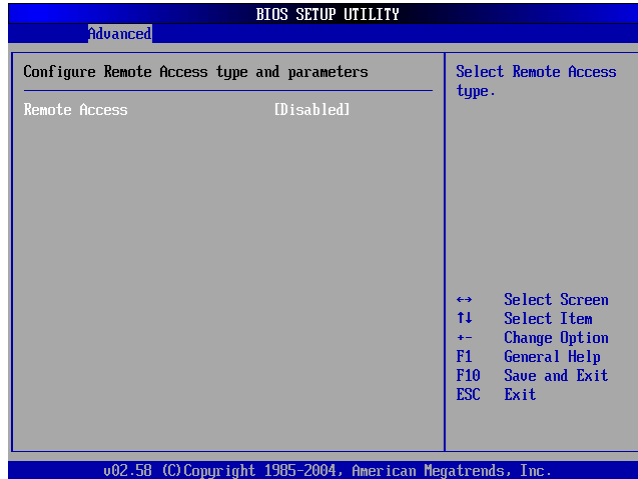 BIOS SETUP UTILITY
Advanced
Configure Remote Access type and parameters
Remote Access [Disabled]
Select Remote Access
type.
↔ Select Screen
↑↓ Select Item
+- Change Option
F1 General Help
F10 Save and Exit
ESC Exit
v02.58 (C)Copyright 1985-2004, American Megatrends, Inc.